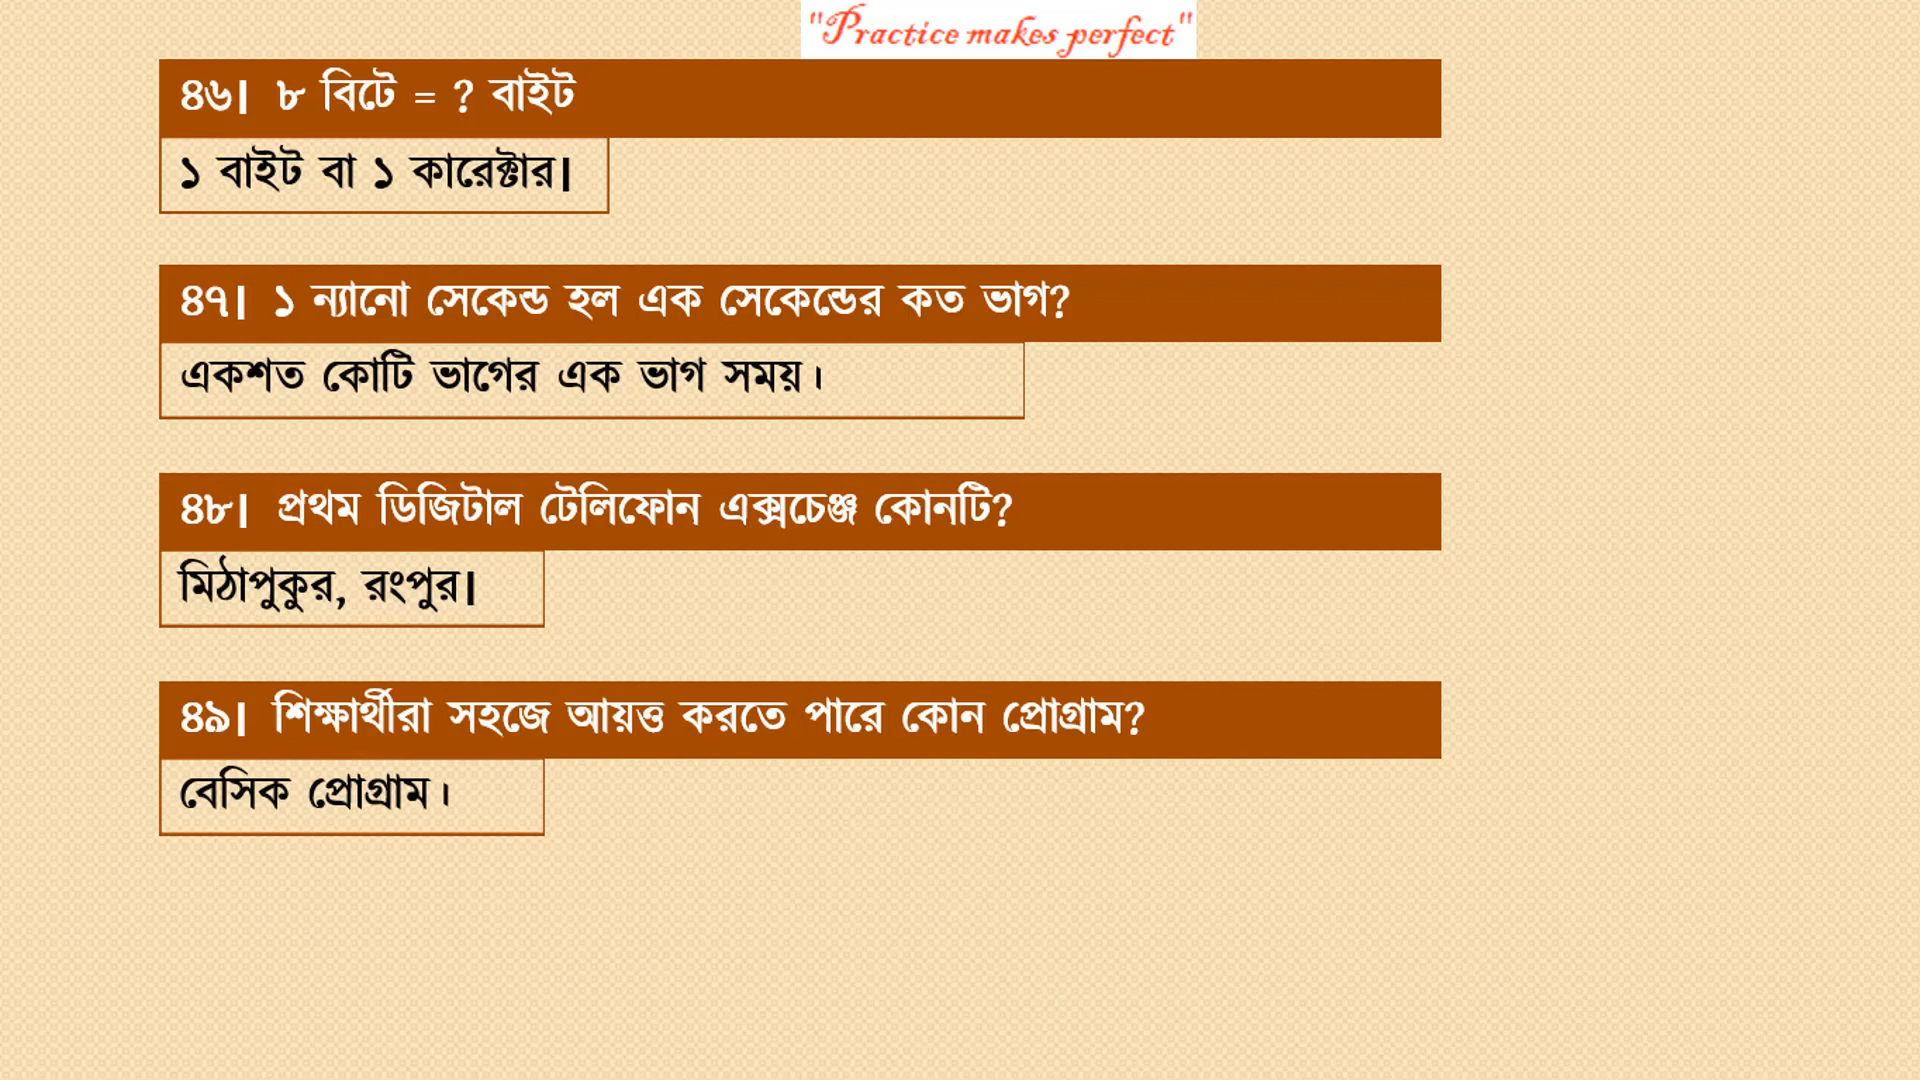 "Practice makes perfect"
৪৬। ৮ বিটে = ? বাইট
১ বাইট বা ১ কারেক্টার।
৪৭। ১ ন্যানো সেকেন্ড হল এক সেকেন্ডের কত ভাগ?
একশত কোটি ভাগের এক ভাগ সময়।
৪৮। প্রথম ডিজিটাল টেলিফোন এক্সচেঞ্জ কোনটি?
মিঠাপুকুর, রংপুর।
৪৯। শিক্ষার্থীরা সহজে আয়ত্ত করতে পারে কোন প্রোগ্রাম?
বেসিক প্রোগ্রাম।